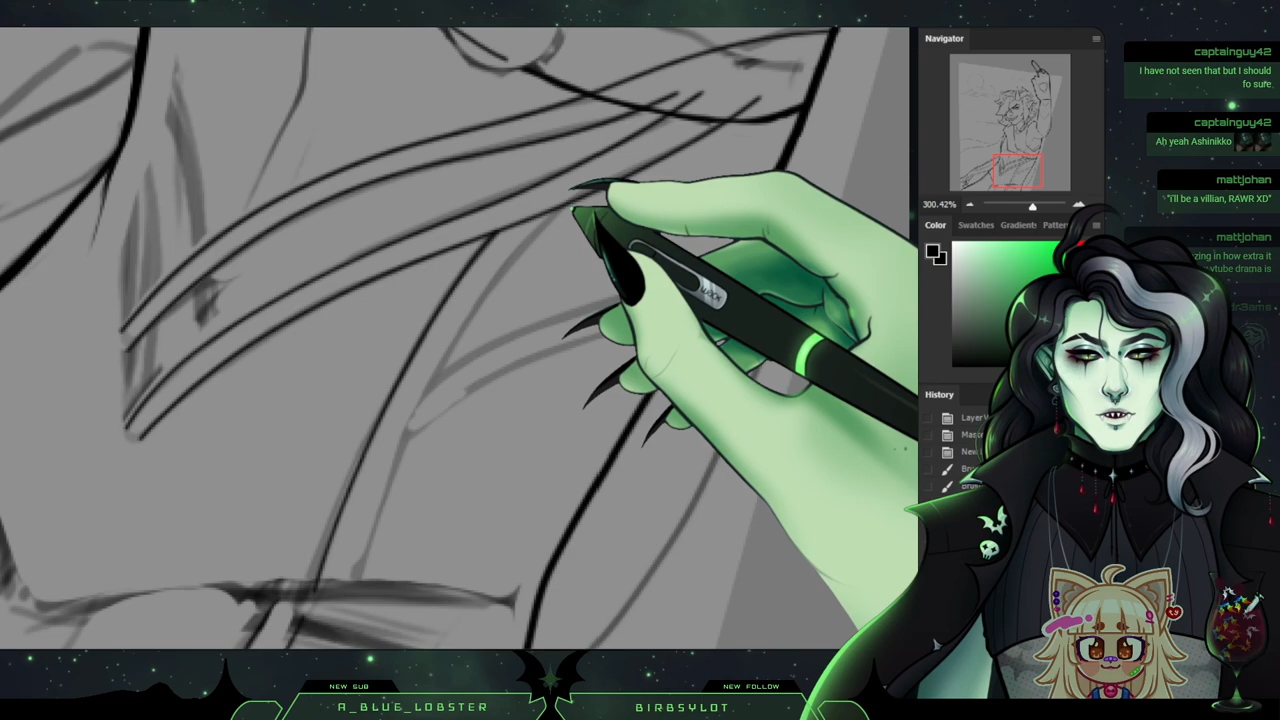 Navigator
300.42%
Color Swatches Gradients Patter
History
Layer
Mast
New
captainguy42
I have not seen that but I should
fo sure.
captainguy42
Ah yeah Ashinikko
mattjohan
"i'll be a villian, RAWR XD"
mattjohan
zing in how extra it
vtube drama is
wack
NEW SUB
A_BLUE_LOBSTER
NEW FOLLOW
BIRBSYLOT